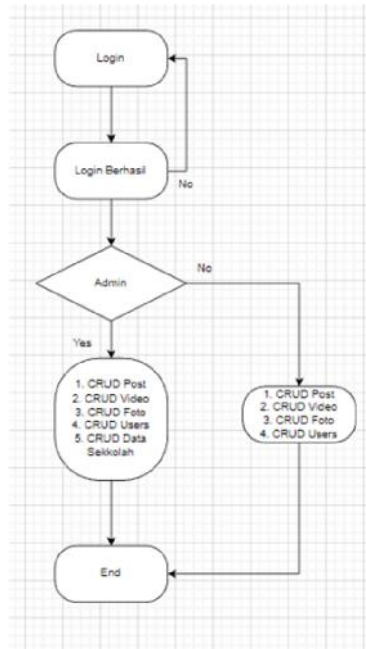 Login
Login Berhasil
No
Admin
No
Yes
1. CRUD Post
2. CRUD Video
3. CRUD Foto
4. CRUD Users
5. CRUD Data
Sekkolah
1. CRUD Post
2. CRUD Video
3. CRUD Foto
4. CRUD Users
End